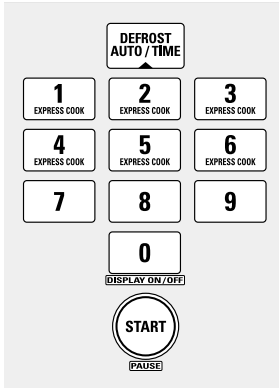 DEFROST
AUTO / TIME
1 2 3
EXPRESS COOK EXPRESS COOK EXPRESS COOK
4 5 6
EXPRESS COOK EXPRESS COOK EXPRESS COOK
7 8 9
0
DISPLAY ON/OFF
START
PAUSE